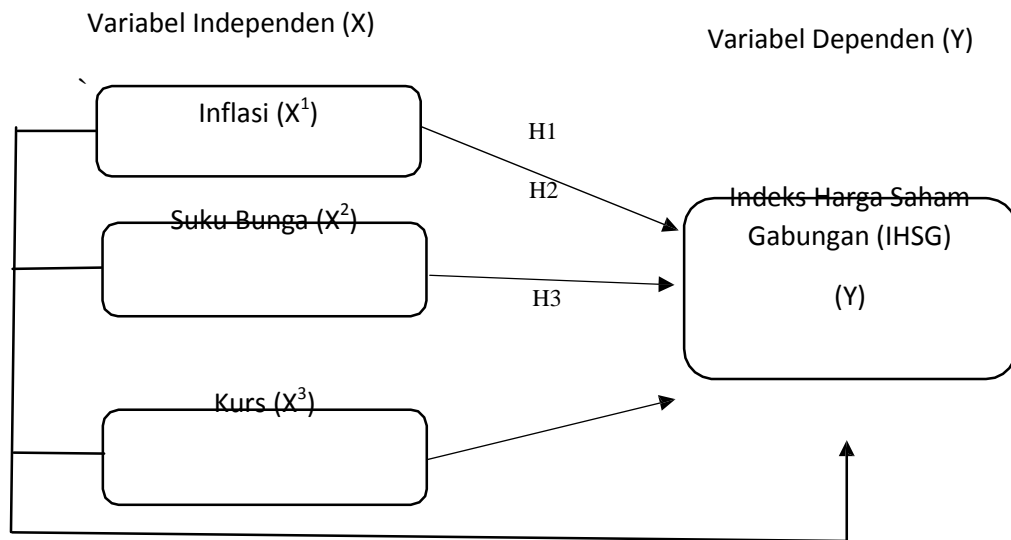 Variabel Independen (X)
Variabel Dependen (Y)
`
Inflasi (X¹)
H1
H2
Suku Bunga (X²)
H3
Kurs (X³)
Indeks Harga Saham
Gabungan (IHSG)
(Y)